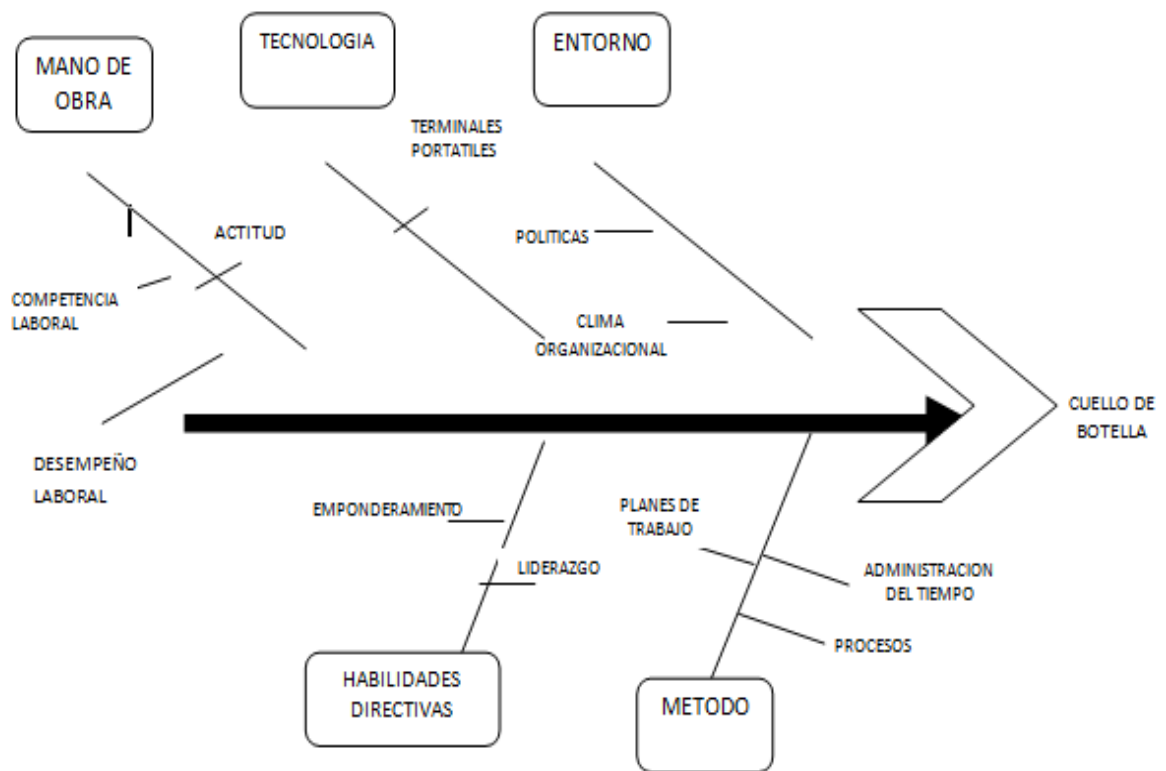 MANO DE
OBRA
TECNOLOGIA
ENTORNO
TERMINALES
PORTATILES
ACTITUD
POLITICAS
COMPETENCIA
LABORAL
CLIMA
ORGANIZACIONAL
CUELLO DE
BOTELLA
DESEMPEÑO
LABORAL
EMPONDERAMIENTO
LIDERAZGO
PLANES DE
TRABAJO
ADMINISTRACION
DEL TIEMPO
PROCESOS
HABILIDADES
DIRECTIVAS
METODO